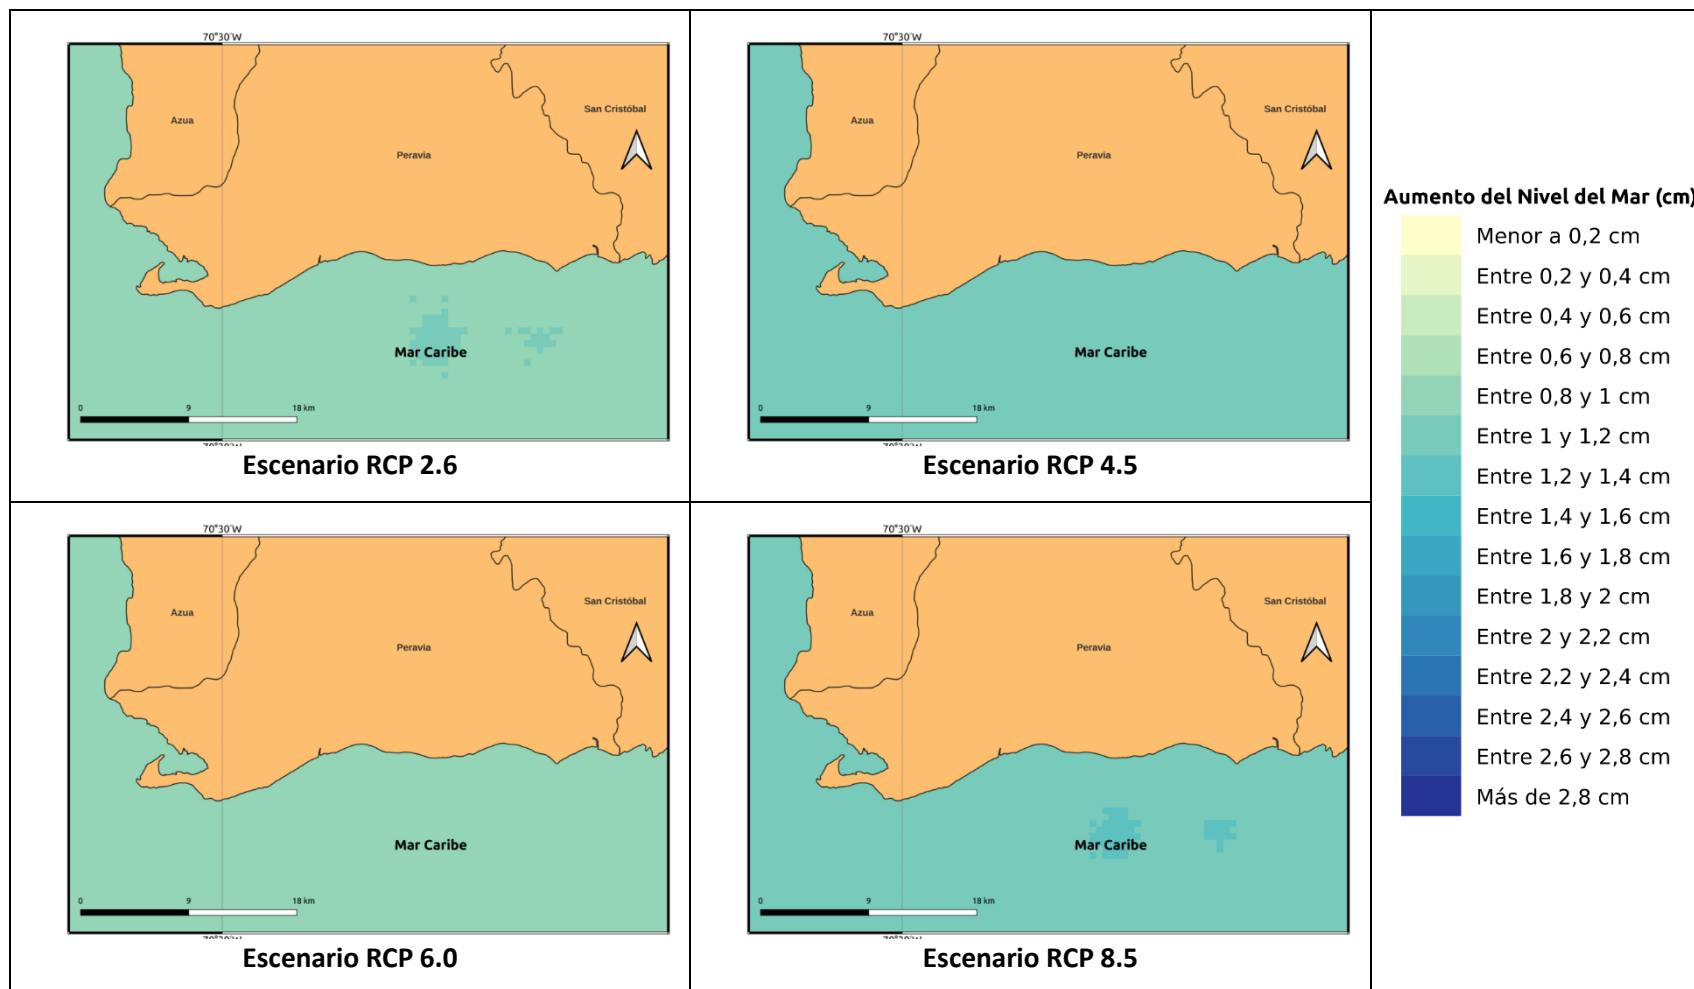 70°30'W
San Cristóbal
Azua
Peravia
Mar Caribe
0 9 18 km
70°30'W
Escenario RCP 2.6
70°30'W
San Cristóbal
Azua
Peravia
Mar Caribe
0 9 18 km
70°30'W
Escenario RCP 4.5
70°30'W
San Cristóbal
Azua
Peravia
Mar Caribe
0 9 18 km
70°30'W
Escenario RCP 6.0
70°30'W
San Cristóbal
Azua
Peravia
Mar Caribe
0 9 18 km
70°30'W
Escenario RCP 8.5
Aumento del Nivel del Mar (cm)
Menor a 0,2 cm
Entre 0,2 y 0,4 cm
Entre 0,4 y 0,6 cm
Entre 0,6 y 0,8 cm
Entre 0,8 y 1 cm
Entre 1 y 1,2 cm
Entre 1,2 y 1,4 cm
Entre 1,4 y 1,6 cm
Entre 1,6 y 1,8 cm
Entre 1,8 y 2 cm
Entre 2 y 2,2 cm
Entre 2,2 y 2,4 cm
Entre 2,4 y 2,6 cm
Entre 2,6 y 2,8 cm
Más de 2,8 cm